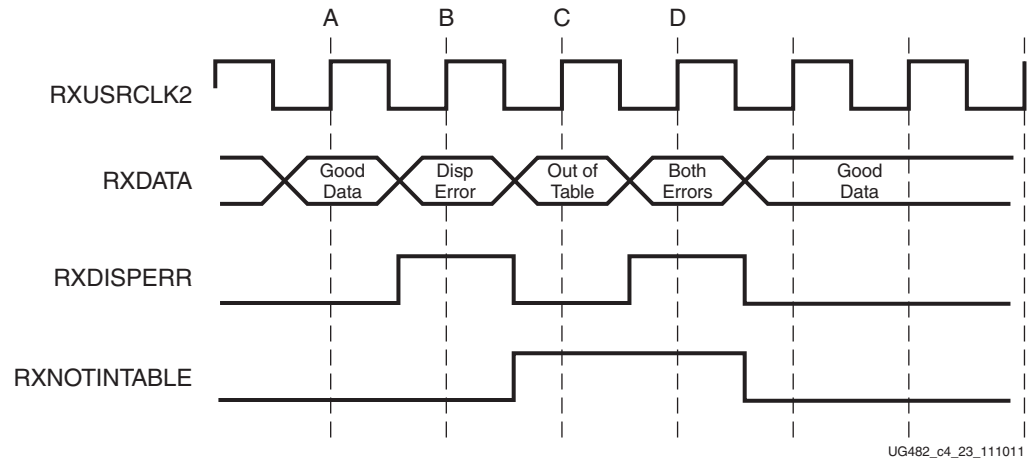 A B C D
RXUSRCLK2
RXDATA
Good
Data
Disp
Error
Out of
Table
Both
Errors
Good
Data
RXDISPERR
RXNOTINTABLE
UG482_c4_23_111011